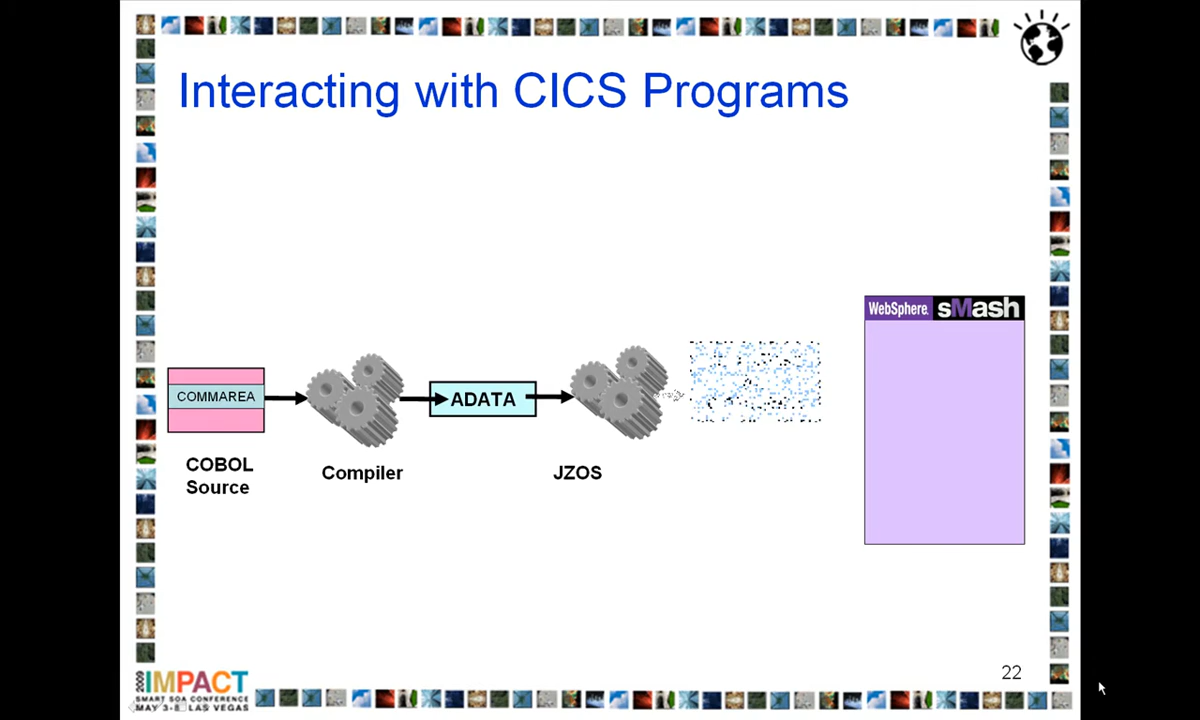 Interacting with CICS Programs
WebSphere. sMash
COMMAREA
ADATA
COBOL
Source
Compiler
JZOS
22
2009 IMPACT
SMART SOA CONFERENCE
MAY 3-8 LAS VEGAS